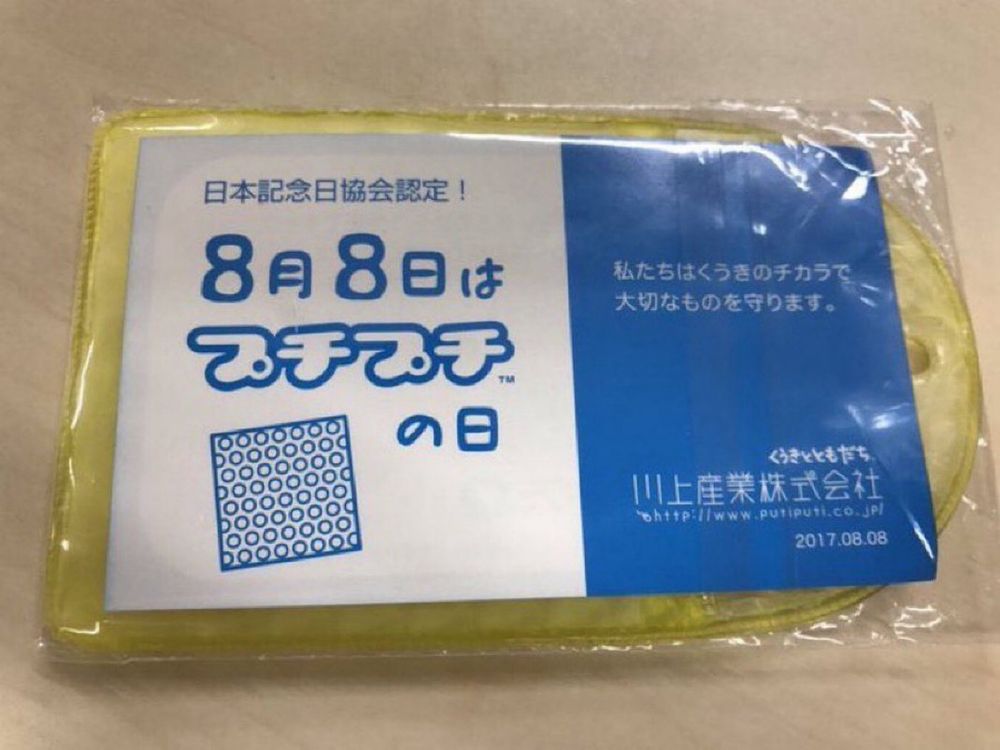 日本記念日協会認定！
8月8日は
プチプチ™
の日
私たちはくうきのチカラで
大切なものを守ります。
くうきとともだち
川上産業株式会社
http://www.putiputi.co.jp/
2017.08.08